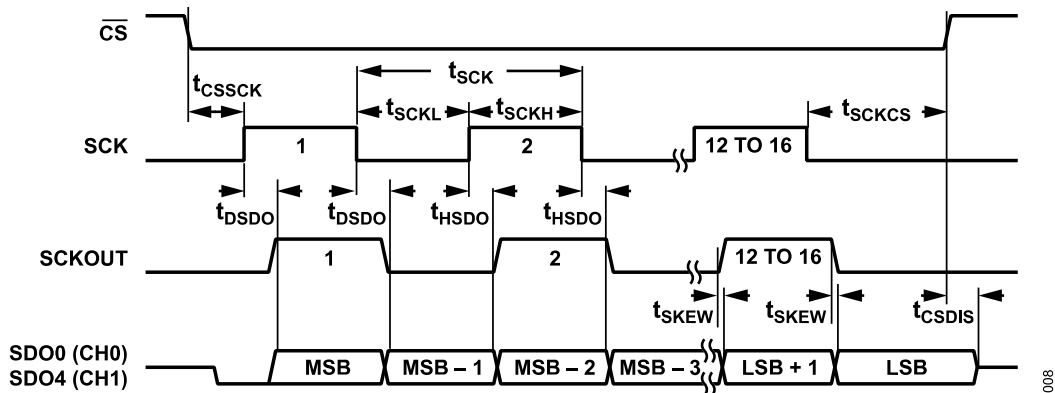 CS
tCSSCK
tSCK
tSCKL
tSCKH
tSCKCS
SCK
1
2
12 TO 16
tDSDO
tDSDO
tHSDO
tHSDO
SCKOUT
1
2
12 TO 16
tSKEW
tSKEW
tCSDIS
SDO0 (CH0)
SDO4 (CH1)
MSB
MSB – 1
MSB – 2
MSB – 3
LSB + 1
LSB
008